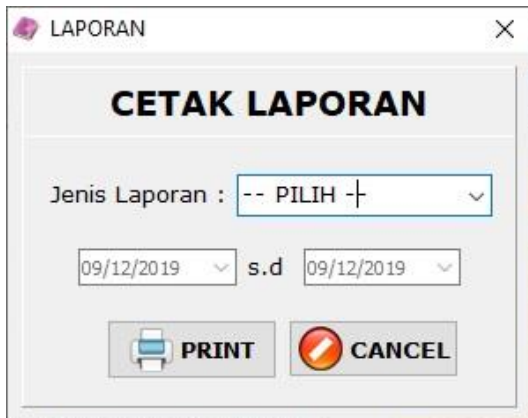 LAPORAN
CETAK LAPORAN
Jenis Laporan : -- PILIH --
09/12/2019 s.d 09/12/2019
PRINT CANCEL